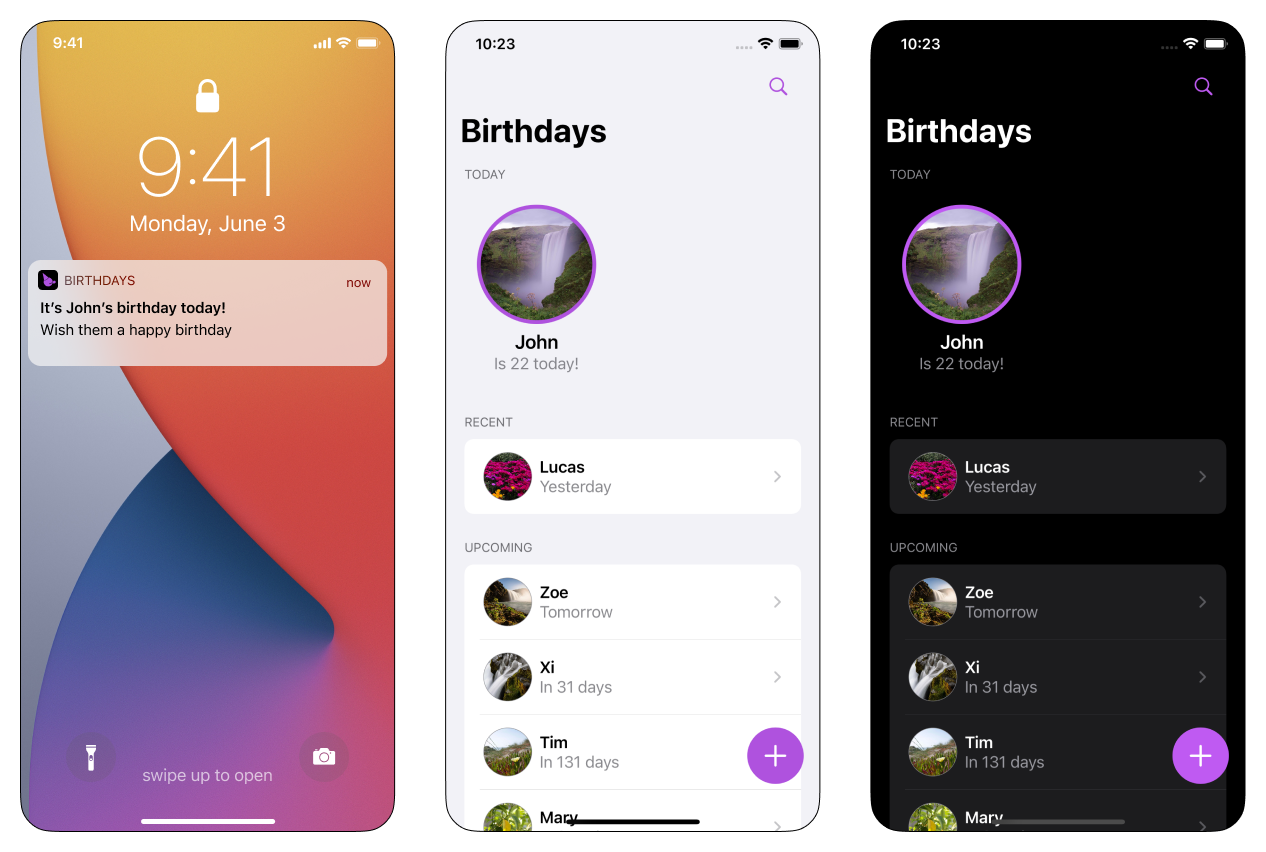 9:41
9:41
Monday, June 3
BIRTHDAYS
now
It's John's birthday today!
Wish them a happy birthday
swipe up to open
10:23
Birthdays
TODAY
John
Is 22 today!
RECENT
Lucas
Yesterday
UPCOMING
Zoe
Tomorrow
Xi
In 31 days
Tim
In 131 days
Mary
10:23
Birthdays
TODAY
John
Is 22 today!
RECENT
Lucas
Yesterday
UPCOMING
Zoe
Tomorrow
Xi
In 31 days
Tim
In 131 days
Mary